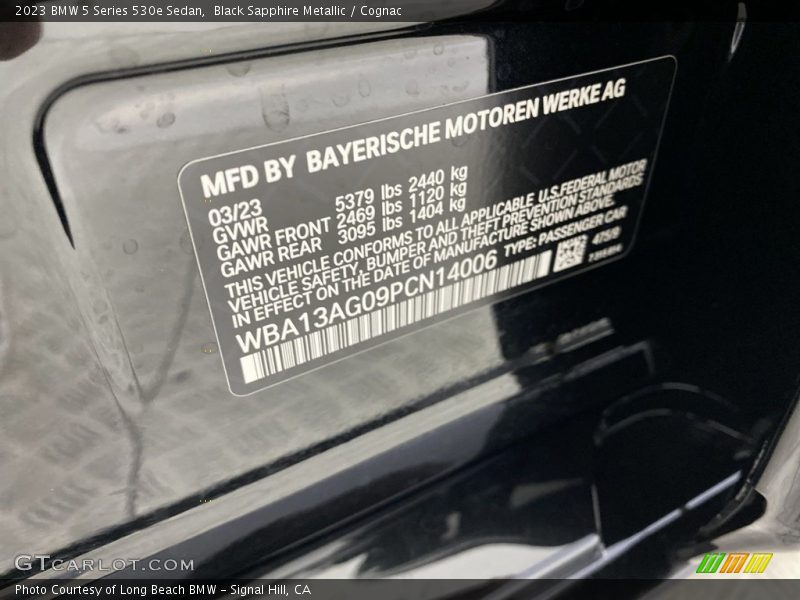 2023 BMW 5 Series 530e Sedan, Black Sapphire Metallic / Cognac
MFD BY BAYERISCHE MOTOREN WERKE AG
03/23
GVWR 5379 lbs 2440 kg
GAWR FRONT 2469 lbs 1120 kg
GAWR REAR 3095 lbs 1404 kg
THIS VEHICLE CONFORMS TO ALL APPLICABLE U.S.FEDERAL MOTOR
VEHICLE SAFETY, BUMPER AND THEFT PREVENTION STANDARDS
IN EFFECT ON THE DATE OF MANUFACTURE SHOWN ABOVE.
WBA13AG09PCN14006 TYPE: PASSENGER CAR
GTCARLOT.COM
Photo Courtesy of Long Beach BMW - Signal Hill, CA